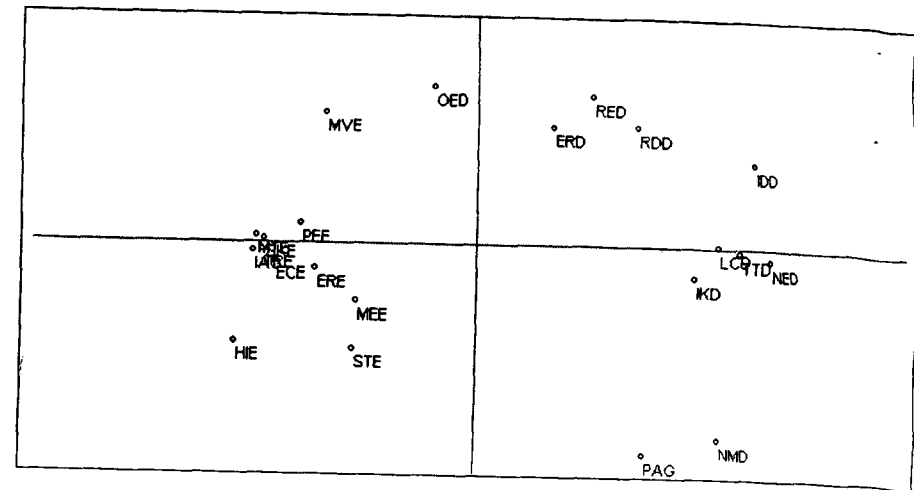 OED
MVE
RED
ERD
RDD
IDD
PEE
ECE
ERE
LCD
TTD
NED
IKD
MEE
HIE
STE
PAG
NMD